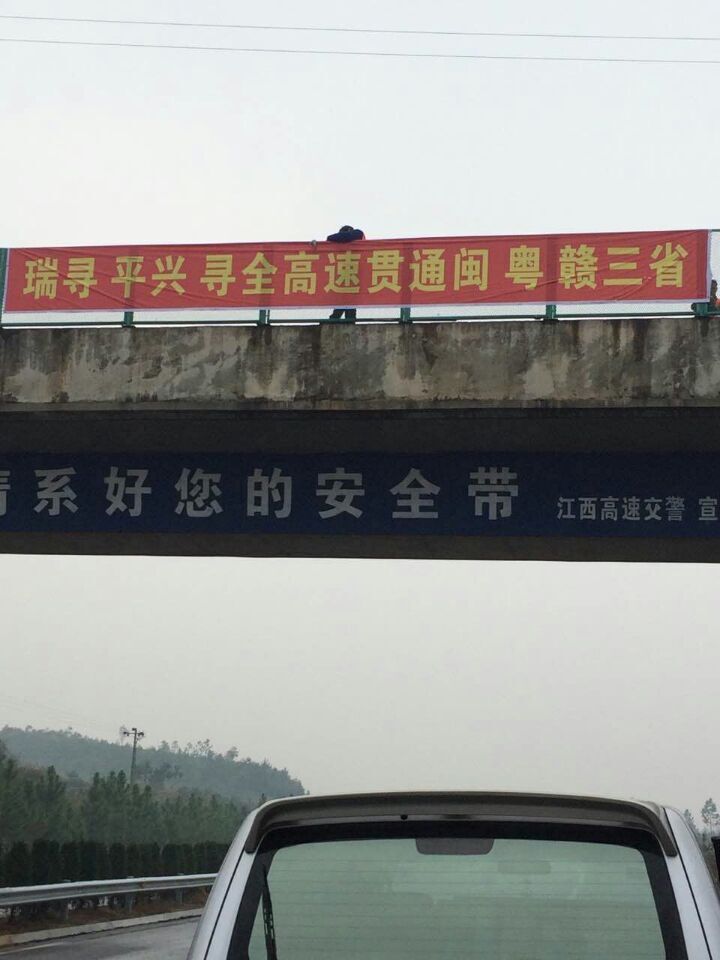 瑞寻 平兴 寻全高速贯通闽 粤 赣三省
系好您的安全带
江西高速交警 宣